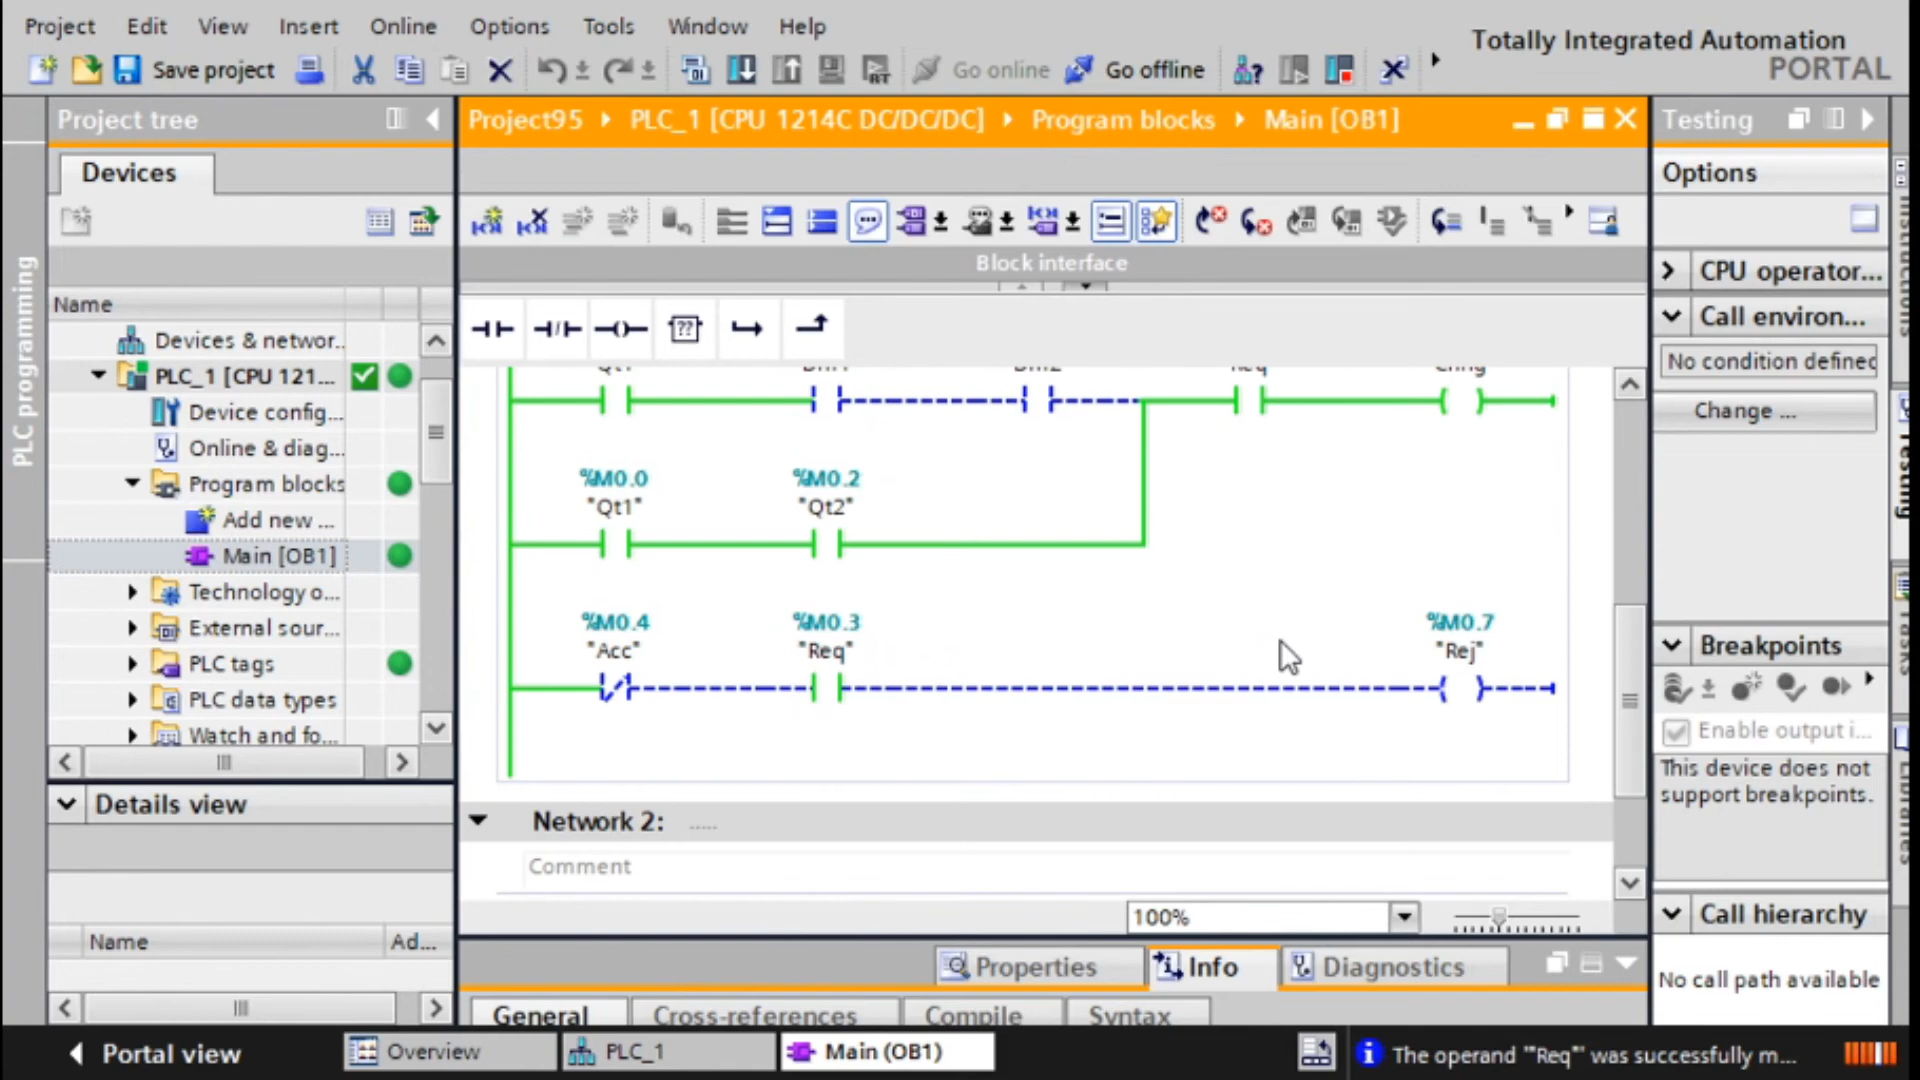 Project Edit View Insert Online Options Tools Window Help
Totally Integrated Automation
PORTAL
Save project
Go online
Go offline
Project tree
Project95 PLC_1 [CPU 1214C DC/DC/DC] Program blocks Main [OB1]
Testing
Devices
Options
PLC programming
Block interface
Name
CPU operator...
Devices & networ..
Call environ...
PLC_1 [CPU 121...
No condition defined
Device config...
Change ...
Online & diag...
Program blocks
Add new ...
Main [OB1]
Technology o...
External sour...
PLC tags
PLC data types
Watch and fo...
%M0.0 %M0.2
"Qt1" "Qt2"
%M0.4 %M0.3 %M0.7
"Acc" "Req" "Rej"
Breakpoints
Enable output i...
This device does not
support breakpoints.
Details view
Network 2: .....
Comment
100%
Call hierarchy
Name Ad...
Properties Info Diagnostics
No call path available
General Cross-references Compile Syntax
Portal view Overview PLC_1 Main (OB1)
The operand '"Req"' was successfully m...
Instructions
Testing
Tasks
Libraries